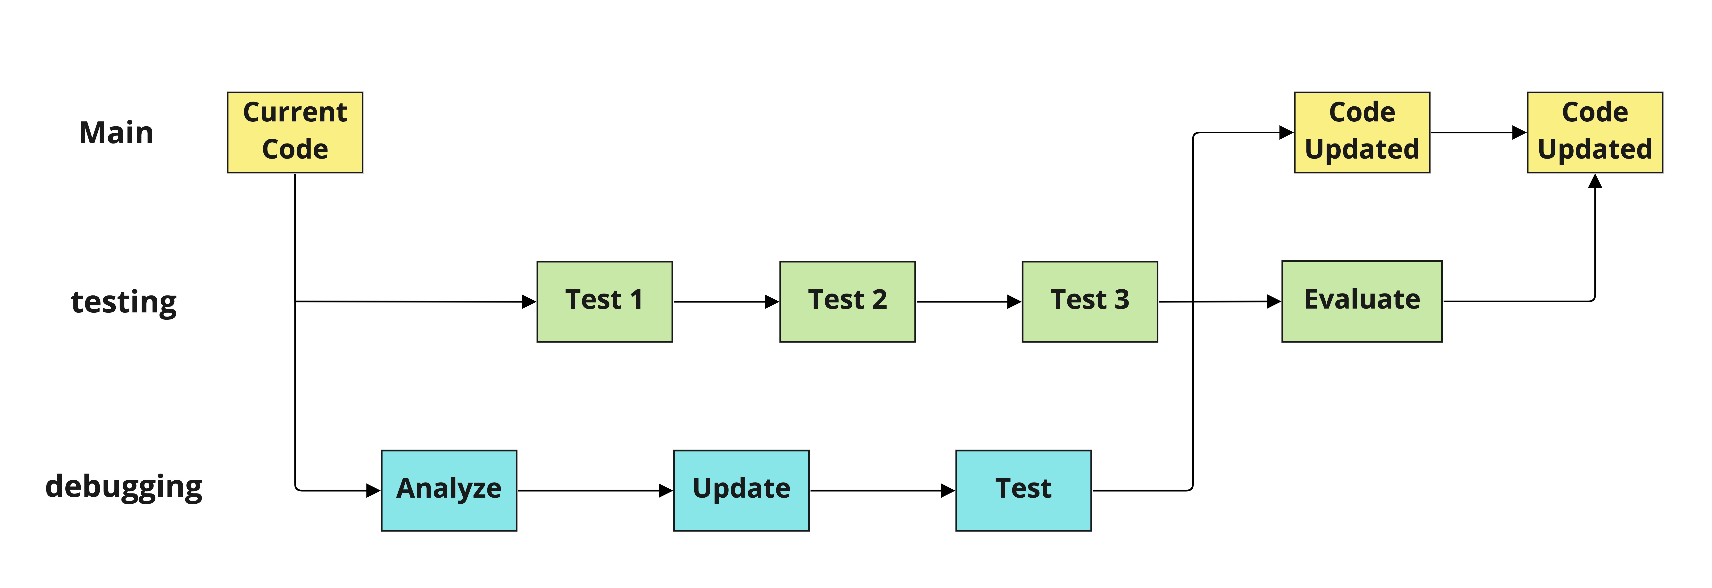 Main
Current
Code
Code
Updated
Code
Updated
testing
Test 1
Test 2
Test 3
Evaluate
debugging
Analyze
Update
Test